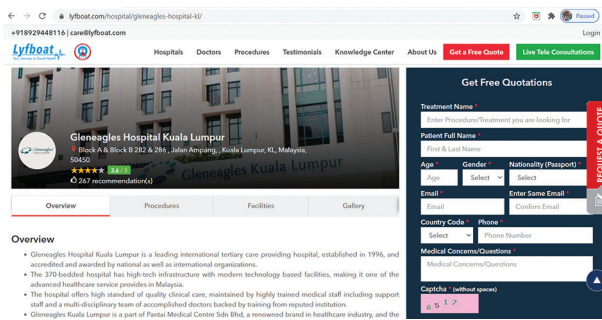 lyfboat.com/hospital/gleneagles-hospital-kl/
Paused
+918929448116 | care@lyfboat.com
Login
Lyfboat
Hospitals Doctors Procedures Testimonials Knowledge Center About Us Get a Free Quote Live Tele Consultations
Gleneagles Hospital Kuala Lumpur
Block A & Block B 282 & 286, Jalan Ampang, , Kuala Lumpur, KL, Malaysia,
50450
3.6 / 5
267 recommendation(s)
Gleneagles Kuala Lumpur
Overview Procedures Facilities Gallery
Overview
• Gleneagles Hospital Kuala Lumpur is a leading international tertiary care providing hospital, established in 1996, and
accredited and awarded by national as well as international organizations.
• The 370-bedded hospital has high-tech infrastructure with modern technology based facilities, making it one of the
advanced healthcare service provides in Malaysia.
• The hospital offers high standard of quality clinical care, maintained by highly trained medical staff including support
staff and a multi-disciplinary team of accomplished doctors backed by training from reputed institution.
• Gleneagles Kuala Lumpur is a part of Pantai Medical Centre Sdn Bhd, a renowned brand in healthcare industry, and the
Get Free Quotations
Treatment Name *
Enter Procedure/Treatment you are looking for
Patient Full Name *
First & Last Name
Age * Gender * Nationality (Passport) *
Age Select Select
Email * Enter Same Email *
Email Confirm Email
Country Code * Phone *
Select Phone Number
Medical Concerns/Questions *
Medical Concerns/Questions
Captcha * (without spaces)
6 5 1 7
REQUEST A QUOTE